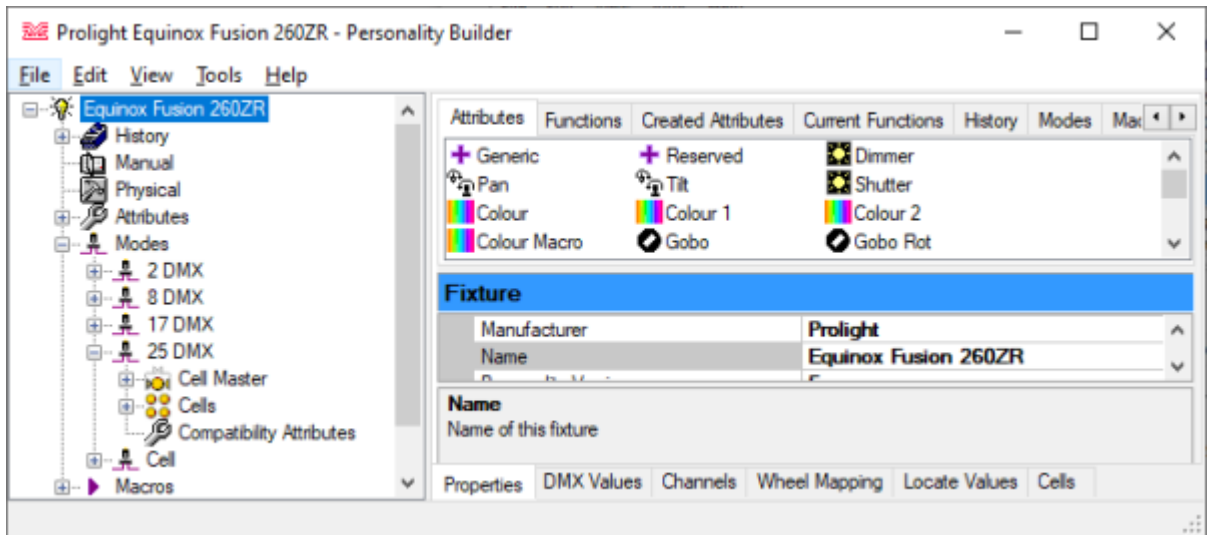 Prolight Equinox Fusion 260ZR - Personality Builder
File Edit View Tools Help
Equinox Fusion 260ZR
History
Manual
Physical
Attributes
Modes
2 DMX
8 DMX
17 DMX
25 DMX
Cell Master
Cells
Compatibility Attributes
Cell
Macros
Attributes Functions Created Attributes Current Functions History Modes
Generic Reserved Dimmer
Pan Tilt Shutter
Colour Colour 1 Colour 2
Colour Macro Gobo Gobo Rot
Fixture
Manufacturer Prolight
Name Equinox Fusion 260ZR
Name
Name of this fixture
Properties DMX Values Channels Wheel Mapping Locate Values Cells